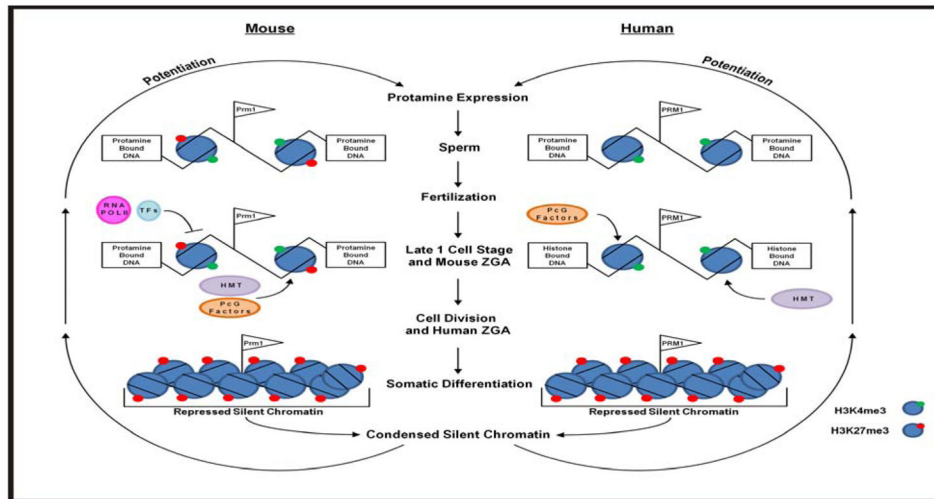 Mouse
Human
Potentiation
Potentiation
Protamine Expression
Prm1
PRM1
Protamine
Bound
DNA
Protamine
Bound
DNA
Sperm
Protamine
Bound
DNA
Protamine
Bound
DNA
Fertilization
RNA
POLII
TFs
Prm1
PcG
Factors
PRM1
Protamine
Bound
DNA
Protamine
Bound
DNA
Late 1 Cell Stage
and Mouse ZGA
Histone
Bound
DNA
Histone
Bound
DNA
HMT
PcG
Factors
HMT
Cell Division
and Human ZGA
Prm1
PRM1
Somatic Differentiation
Repressed Silent Chromatin
Repressed Silent Chromatin
Condensed Silent Chromatin
H3K4me3
H3K27me3